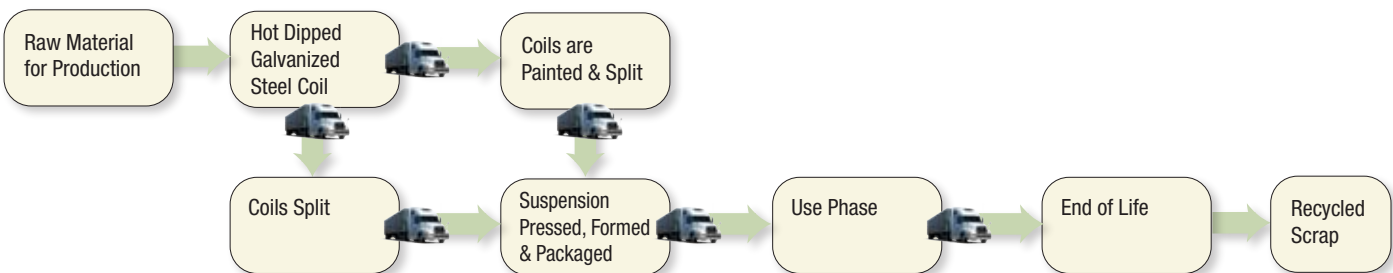 Raw Material
for Production
Hot Dipped
Galvanized
Steel Coil
Coils are
Painted & Split
Coils Split
Suspension
Pressed, Formed
& Packaged
Use Phase
End of Life
Recycled
Scrap